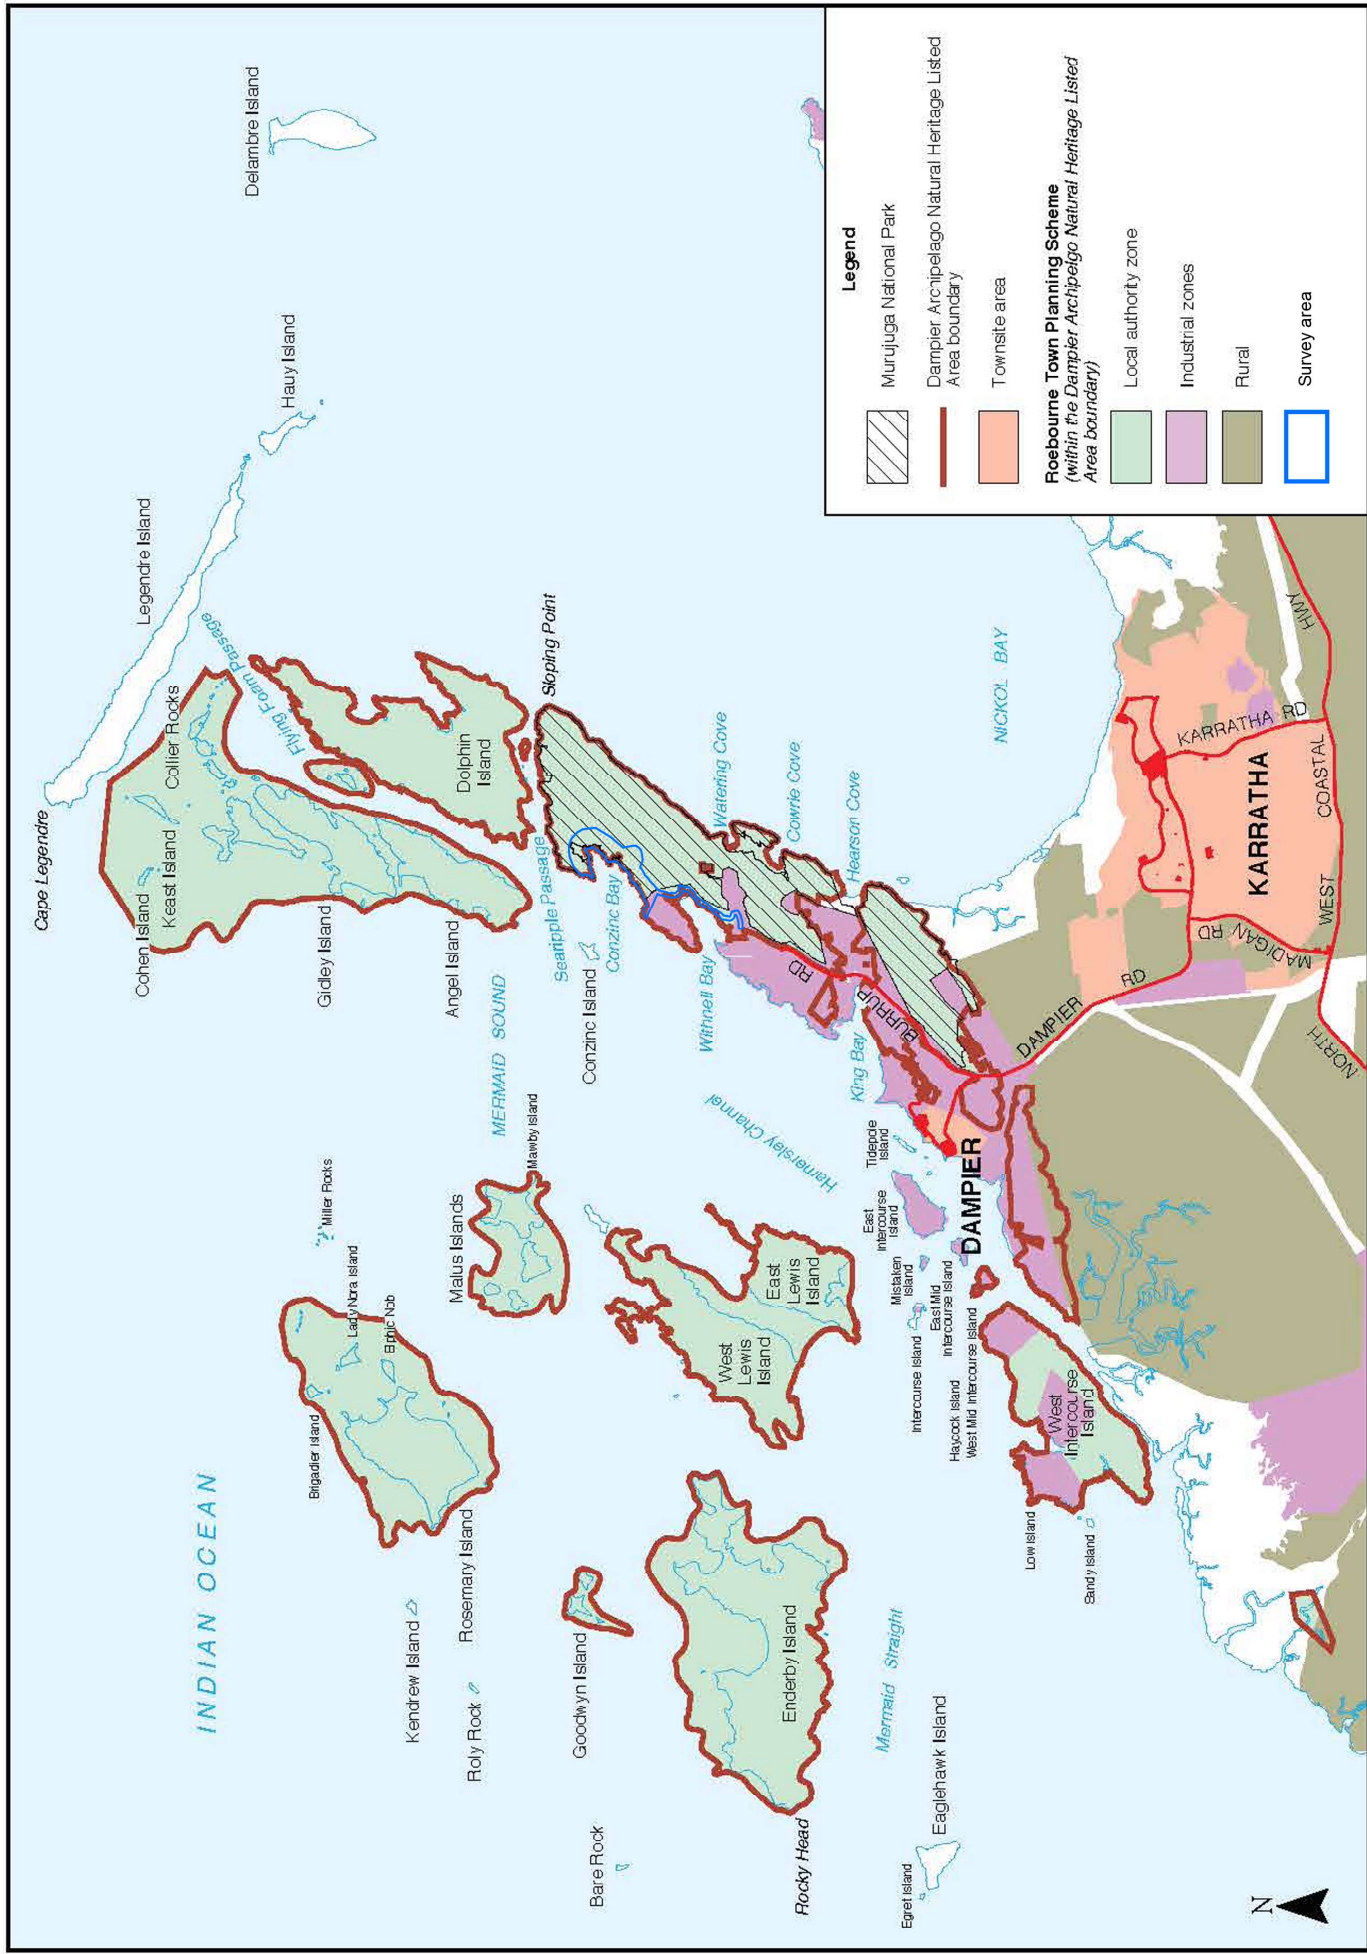 Cape Legendre
Legendre Island
Hauy Island
Delambre Island
Cohen Island
Keast Island
Collier Rocks
Flying Foam Passage
Gidley Island
Angel Island
Dolphin
Island
Sloping Point
INDIAN OCEAN
Miller Rocks
Lady Nora Island
Brigadier Island
Rosemary Island
Kendrew Island
Roly Rock
Malus Islands
Mawby Island
MERMAID SOUND
Searipple Passage
Conzinc Bay
Conzinc Island
Withnell Bay
Watering Cove
Cowrie Cove
Hearson Cove
NICKOL BAY
Goodwyn Island
Bare Rock
West
Lewis
Island
East
Lewis
Island
Hamersley Channel
King Bay
BURRUP
RD
Enderby Island
Rocky Head
Mermaid Straight
Egret Island
Eaglehawk Island
Tidepole
Island
East
Intercourse
Island
Mistaken
Island
Intercourse Island
East Mid
Intercourse Island
Haycock Island
West Mid Intercourse Island
DAMPIER
DAMPIER
RD
Low Island
West
Intercourse
Island
Sandy Island
KARRATHA
KARRATHA RD
MADIGAN
RD
NORTH
WEST
COASTAL
HWY
N
Legend
Murujuga National Park
Dampier Archipelago Natural Heritage Listed
Area boundary
Townsite area
Roebourne Town Planning Scheme
(within the Dampier Archipelgo Natural Heritage Listed
Area boundary)
Local authority zone
Industrial zones
Rural
Survey area